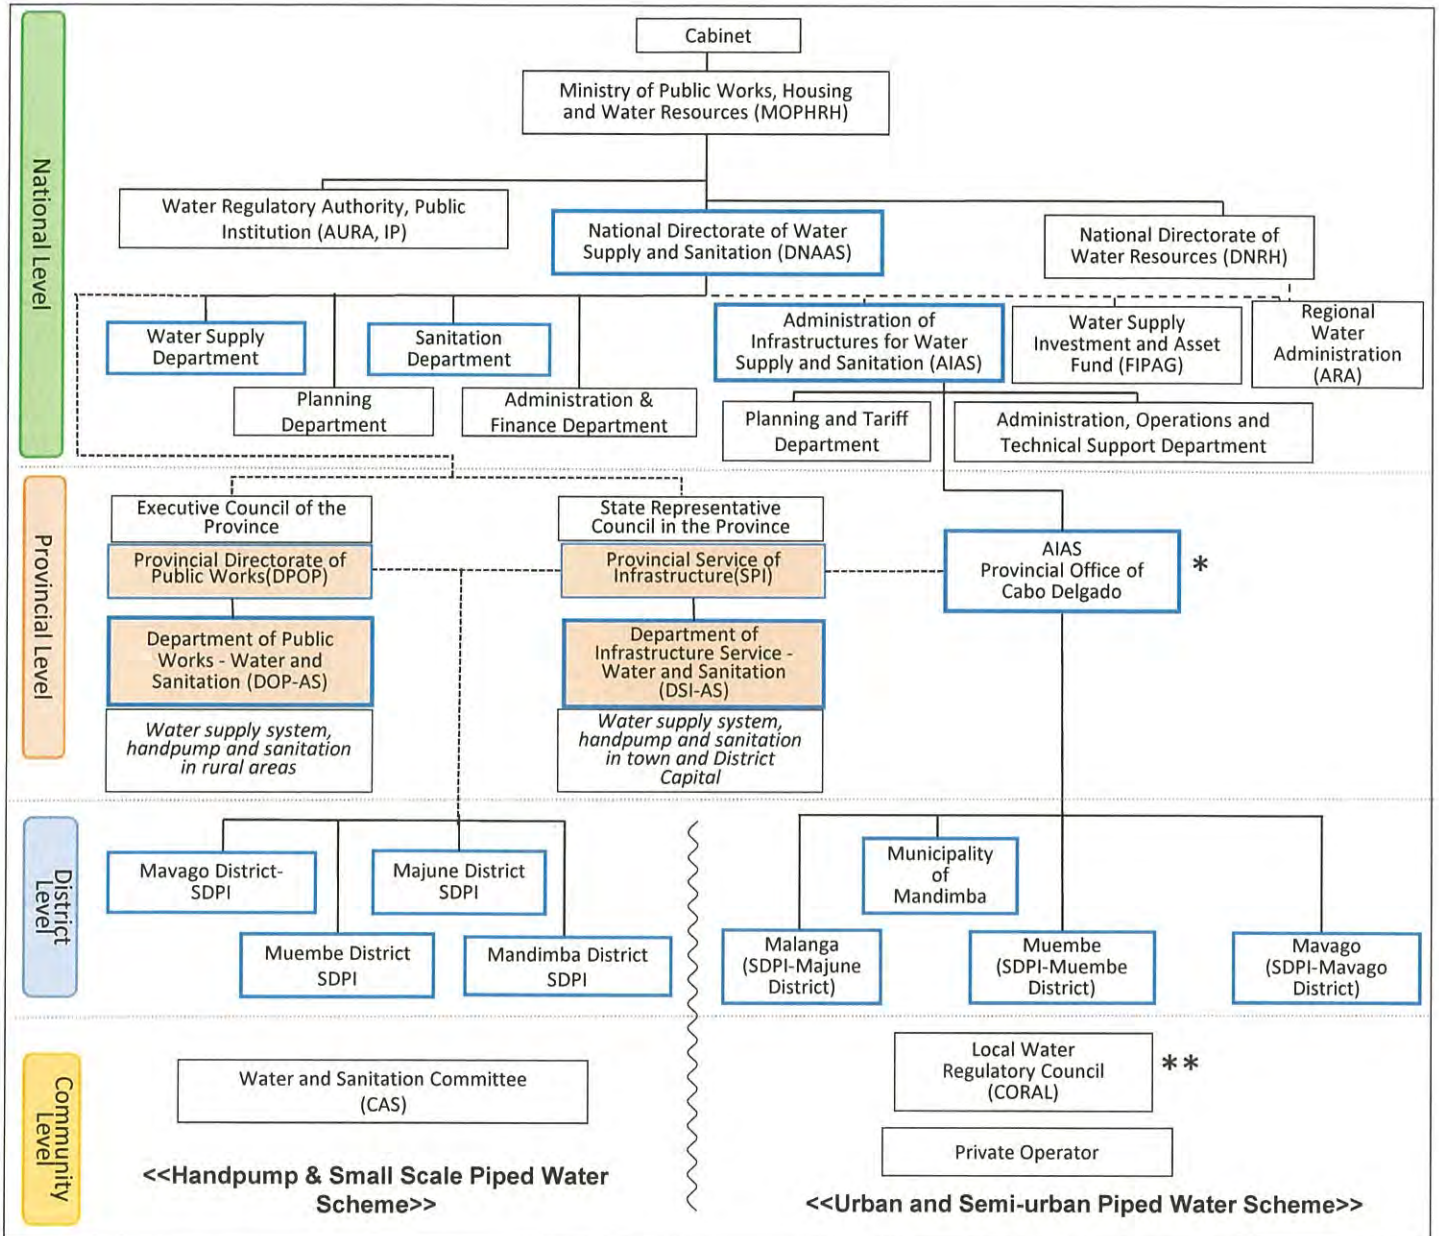 National Level
Cabinet
Ministry of Public Works, Housing
and Water Resources (MOPHRH)
Water Regulatory Authority, Public
Institution (AURA, IP)
National Directorate of Water
Supply and Sanitation (DNAAS)
National Directorate of
Water Resources (DNRH)
Water Supply
Department
Sanitation
Department
Administration of
Infrastructures for Water
Supply and Sanitation (AIAS)
Water Supply
Investment and Asset
Fund (FIPAG)
Regional
Water
Administration
(ARA)
Planning
Department
Administration &
Finance Department
Planning and Tariff
Department
Administration, Operations and
Technical Support Department
Provincial Level
Executive Council of the
Province
State Representative
Council in the Province
Provincial Directorate of
Public Works(DPOP)
Provincial Service of
Infrastructure(SPI)
AIAS
Provincial Office of
Cabo Delgado
*
Department of Public
Works - Water and
Sanitation (DOP-AS)
Department of
Infrastructure Service -
Water and Sanitation
(DSI-AS)
Water supply system,
handpump and sanitation
in rural areas
Water supply system,
handpump and sanitation
in town and District
Capital
District
Level
Mavago District-
SDPI
Majune District
SDPI
Muembe District
SDPI
Mandimba District
SDPI
Municipality
of
Mandimba
Malanga
(SDPI-Majune
District)
Muembe
(SDPI-Muembe
District)
Mavago
(SDPI-Mavago
District)
Community
Level
Water and Sanitation Committee
(CAS)
Local Water
Regulatory Council
(CORAL)
**
Private Operator
<<Handpump & Small Scale Piped Water
Scheme>>
<<Urban and Semi-urban Piped Water Scheme>>